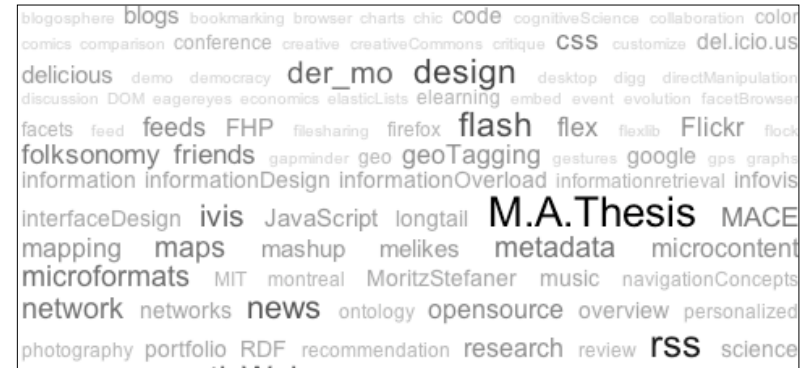 blogosphere blogs bookmarking browser charts chic code cognitiveScience collaboration color
comics comparison conference creative creativeCommons critique css customize del.icio.us
delicious demo democracy der_mo design desktop digg directManipulation
discussion DOM eagereyes economics elasticLists elearning embed event evolution facetBrowser
facets feed feeds FHP filesharing firefox flash flex flexlib Flickr flock
folksonomy friends gapminder geo geoTagging gestures google gps graphs
information informationDesign informationOverload informationretrieval infovis
interfaceDesign ivis JavaScript longtail M.A.Thesis MACE
mapping maps mashup melikes metadata microcontent
microformats MIT montreal MoritzStefaner music navigationConcepts
network networks news ontology opensource overview personalized
photography portfolio RDF recommendation research review rss science